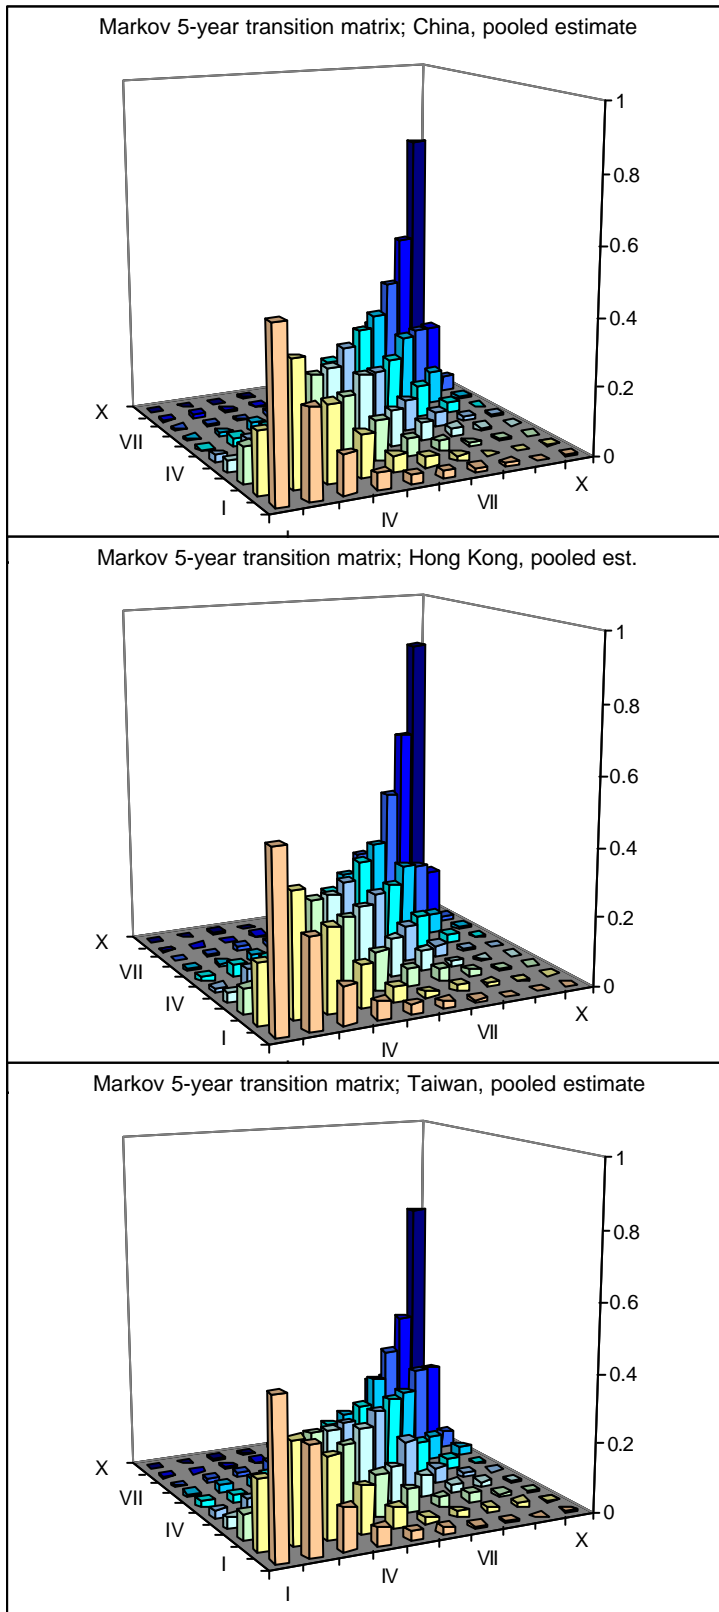 Markov 5-year transition matrix; China, pooled estimate
1
0.8
0.6
0.4
0.2
0
X
VII
IV
I
IV
VII
X
Markov 5-year transition matrix; Hong Kong, pooled est.
1
0.8
0.6
0.4
0.2
0
X
VII
IV
I
IV
VII
X
Markov 5-year transition matrix; Taiwan, pooled estimate
1
0.8
0.6
0.4
0.2
0
X
VII
IV
I
I
IV
VII
X